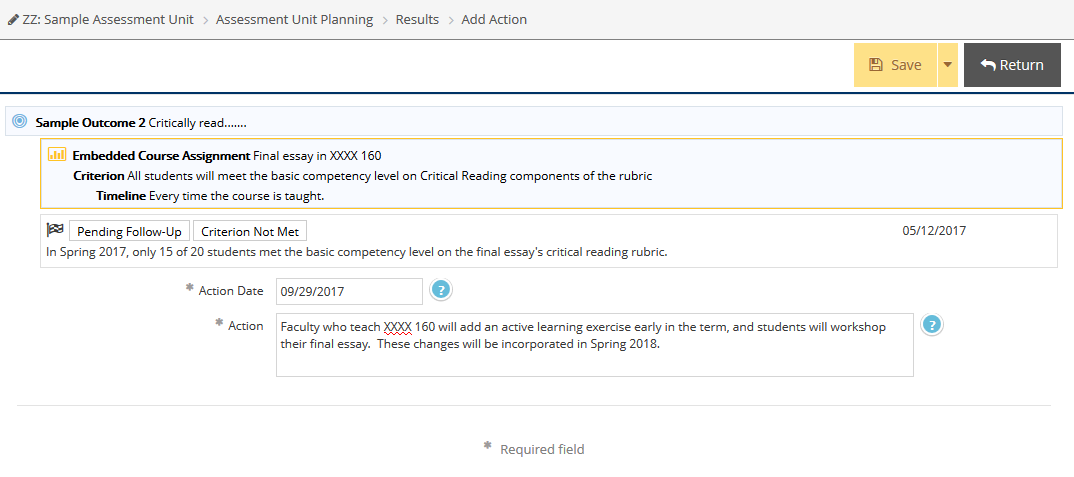 ZZ: Sample Assessment Unit > Assessment Unit Planning > Results > Add Action
Save Return
Sample Outcome 2 Critically read.......
Embedded Course Assignment Final essay in XXXX 160
Criterion All students will meet the basic competency level on Critical Reading components of the rubric
Timeline Every time the course is taught.
Pending Follow-Up Criterion Not Met 05/12/2017
In Spring 2017, only 15 of 20 students met the basic competency level on the final essay's critical reading rubric.
* Action Date 09/29/2017 ?
* Action Faculty who teach XXXX 160 will add an active learning exercise early in the term, and students will workshop ?
their final essay.  These changes will be incorporated in Spring 2018.
* Required field